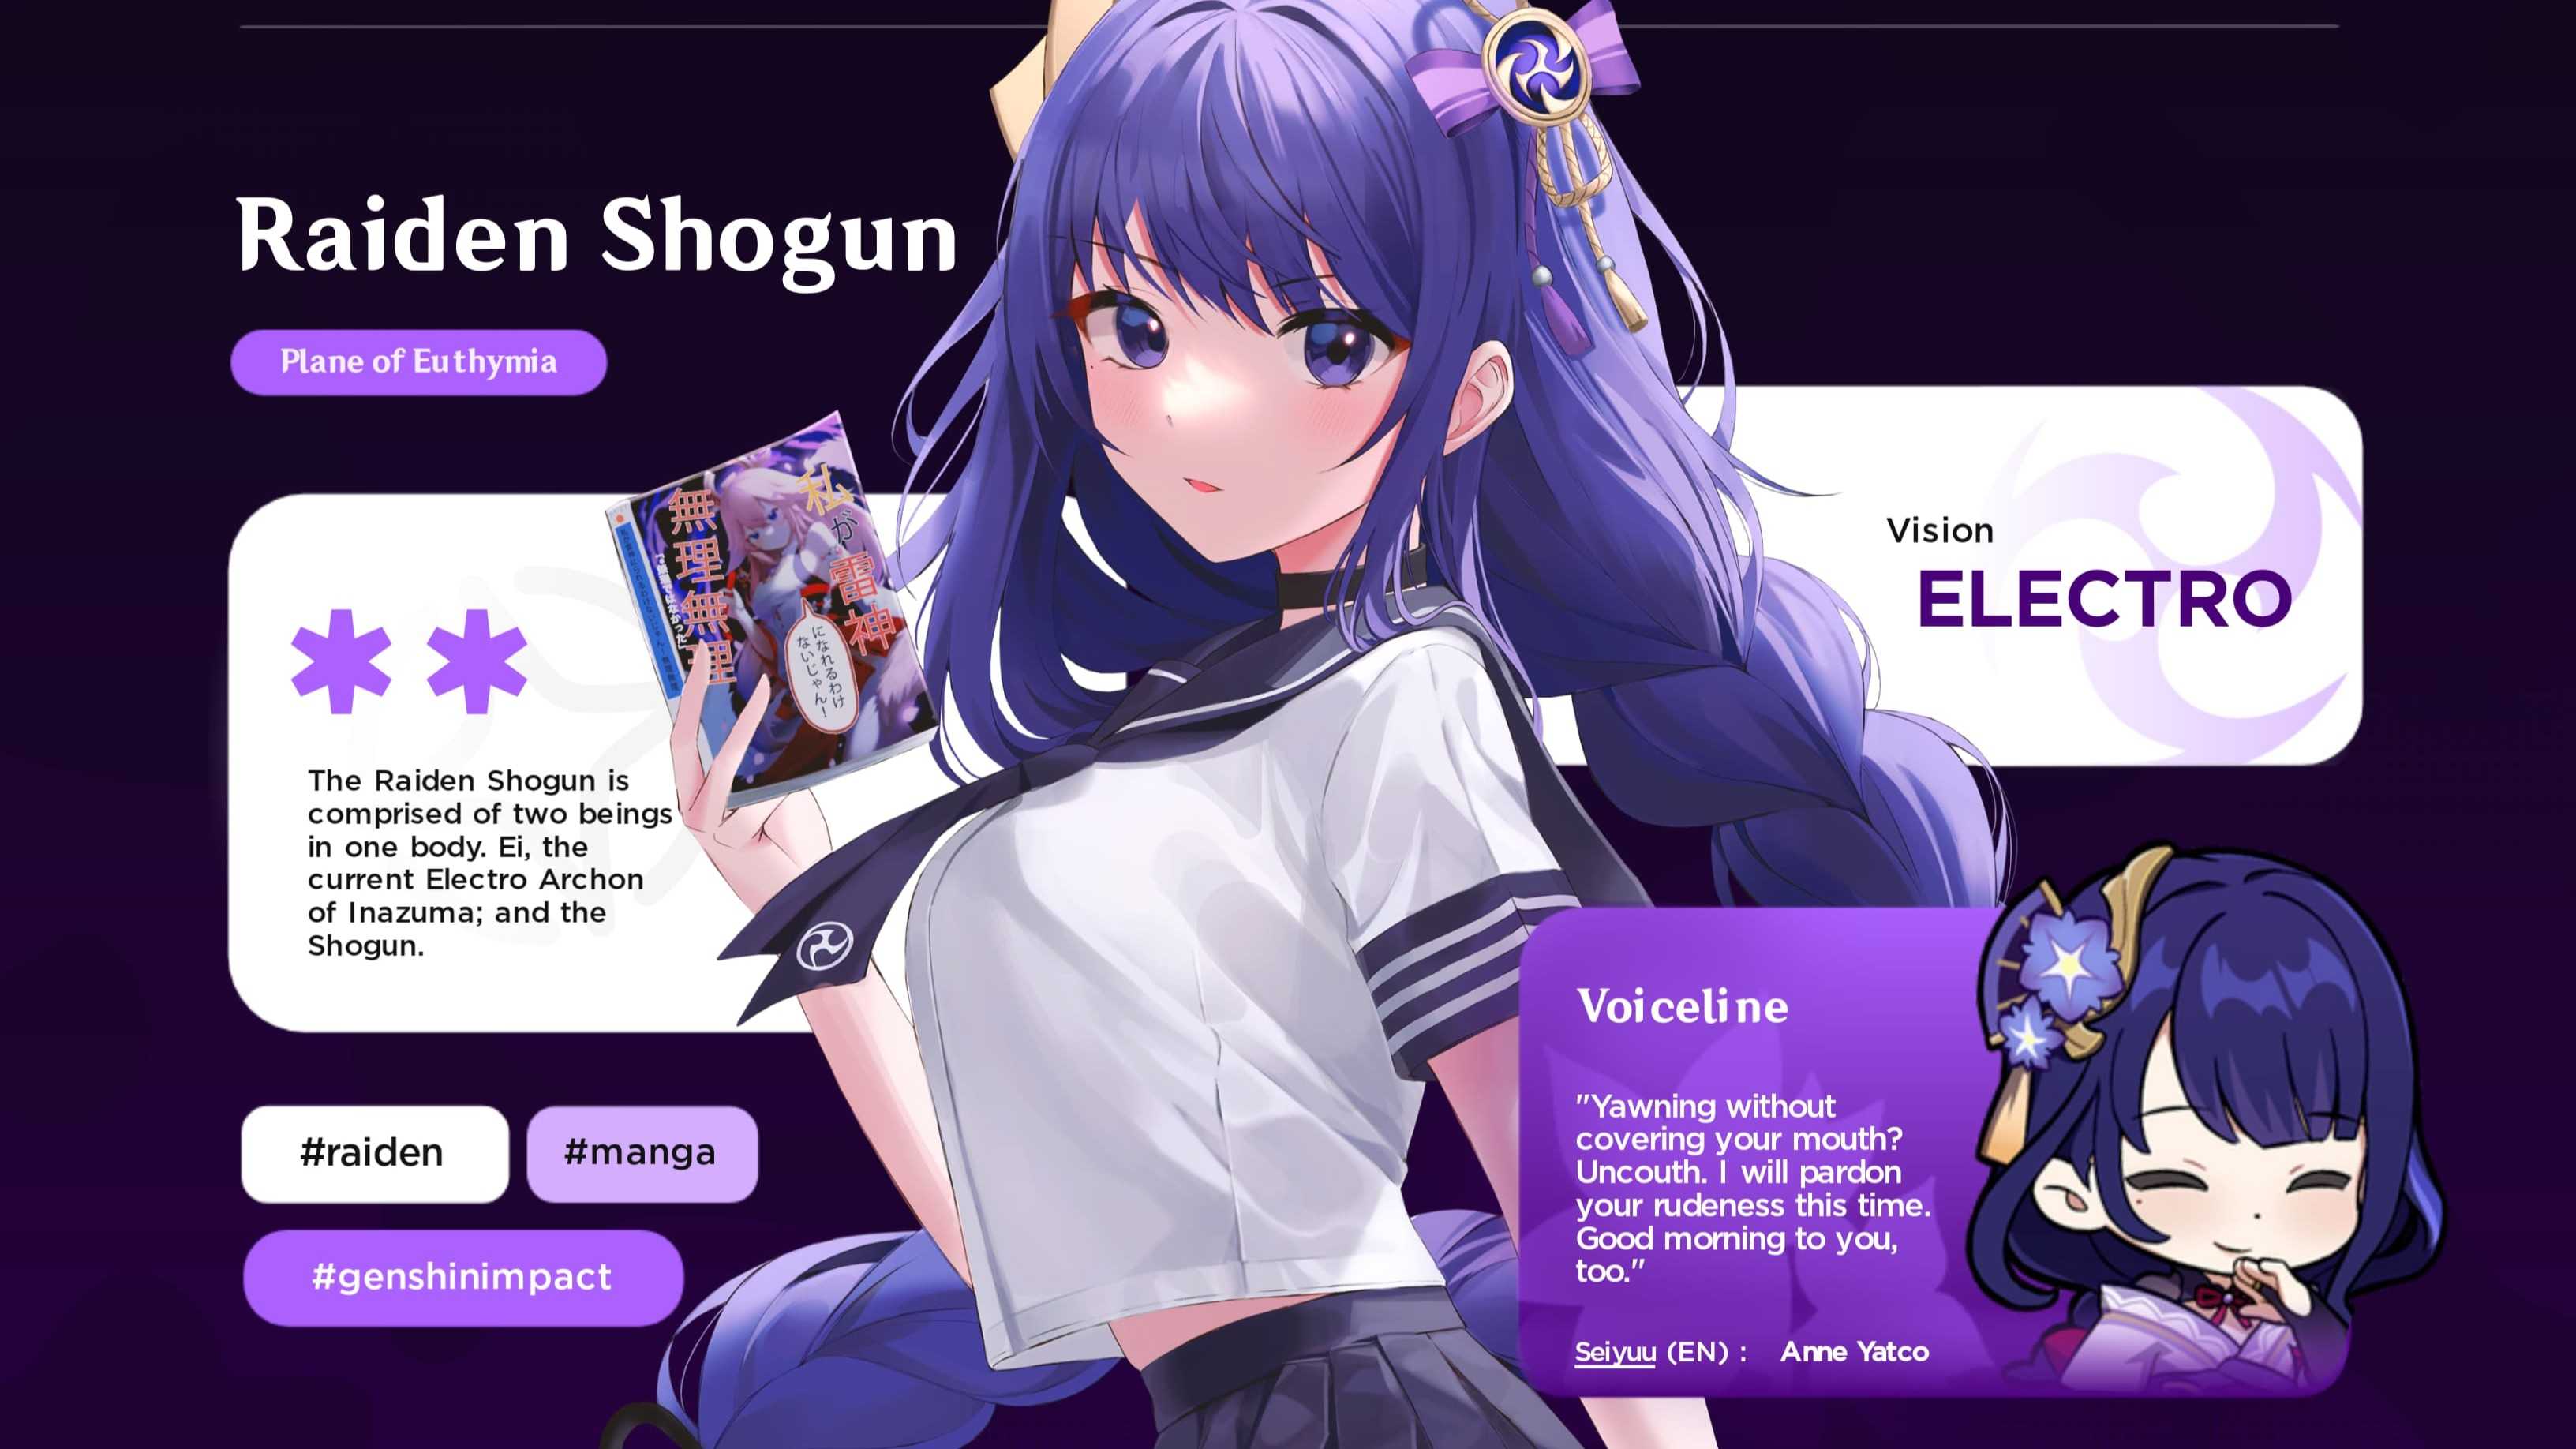 Raiden Shogun
Plane of Euthymia
私が雷神
になれるわけ
ないじゃん!
無理無理
The Raiden Shogun is
comprised of two beings
in one body. Ei, the
current Electro Archon
of Inazuma; and the
Shogun.
#raiden
#manga
#genshinimpact
Vision
ELECTRO
Voiceline
"Yawning without
covering your mouth?
Uncouth. I will pardon
your rudeness this time.
Good morning to you,
too."
Seiyuu (EN) : Anne Yatco